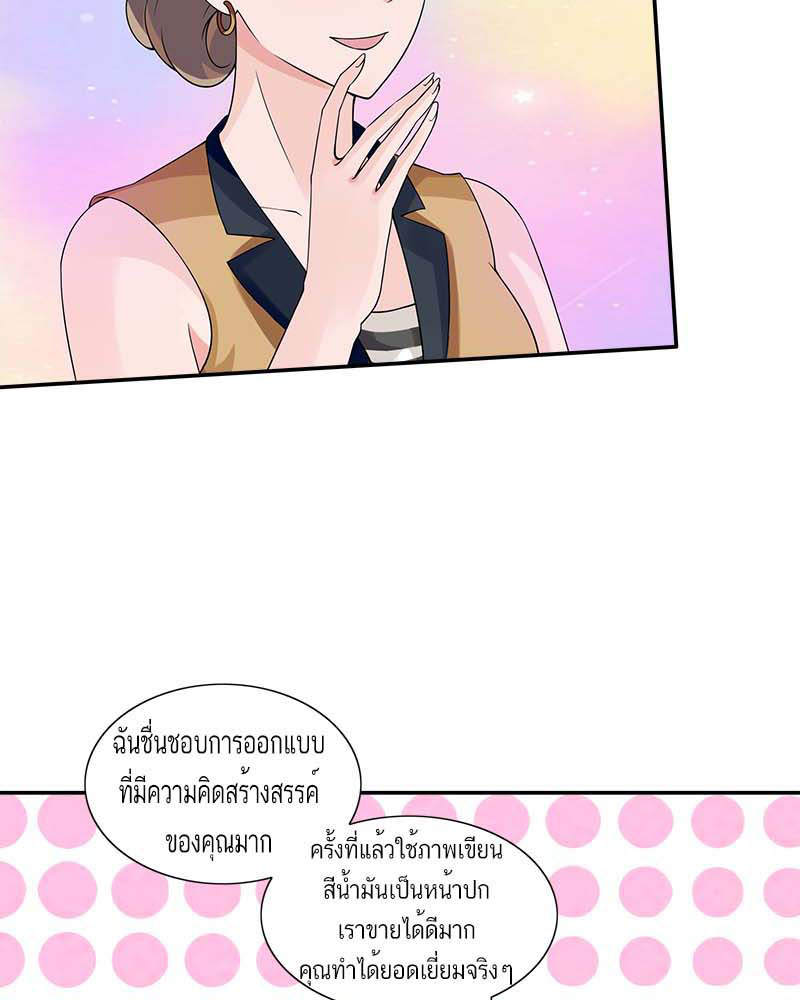 ฉันชื่นชอบการออกแบบ
ที่มีความคิดสร้างสรรค์
ของคุณมาก
ครั้งที่แล้วใช้ภาพเขียน
สีน้ำมันเป็นหน้าปก
เราขายได้ดีมาก
คุณทำได้ยอดเยี่ยมจริงๆ